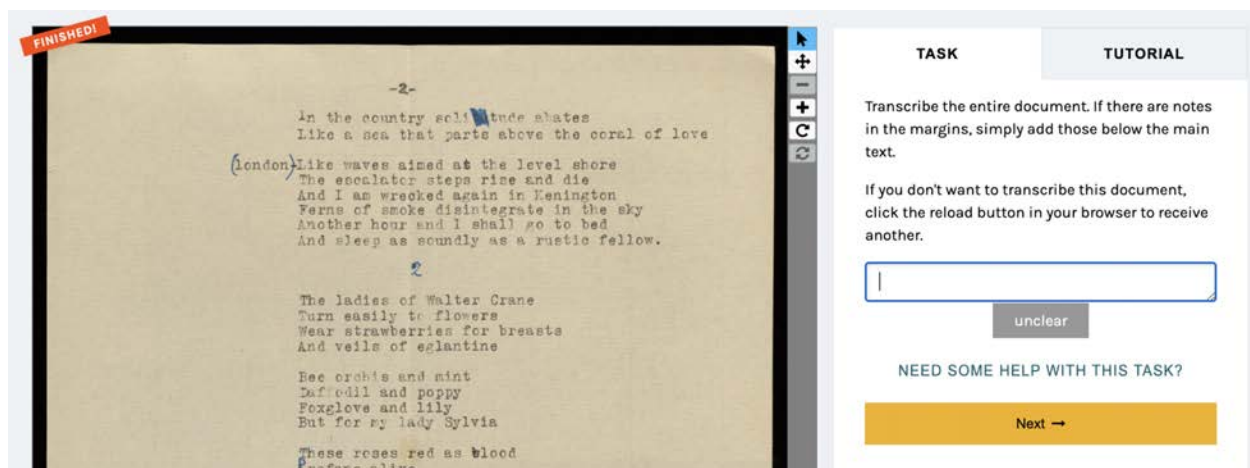 FINISHED!
-2-
In the country solitude abates
Like a sea that parts above the coral of love
(london) Like waves aimed at the level shore
The escalator steps rise and die
And I am wrecked again in Kenington
Ferns of smoke disintegrate in the sky
Another hour and I shall go to bed
And sleep as soundly as a rustic fellow.
2
The ladies of Walter Crane
Turn easily to flowers
Wear strawberries for breasts
And veils of eglantine
Bee orchis and mint
Daffodil and poppy
Foxglove and lily
But for my lady Sylvia
These roses red as blood
TASK
TUTORIAL
Transcribe the entire document. If there are notes
in the margins, simply add those below the main
text.
If you don't want to transcribe this document,
click the reload button in your browser to receive
another.
unclear
NEED SOME HELP WITH THIS TASK?
Next →